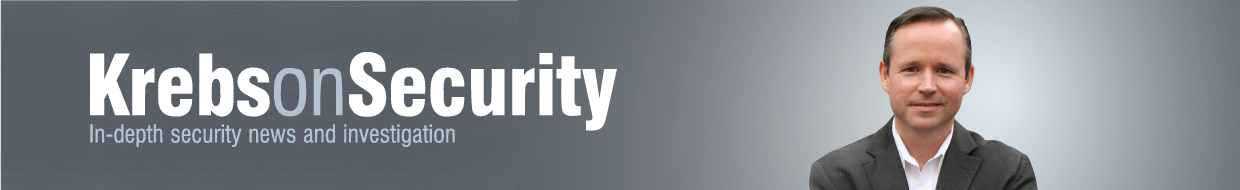 KrebsonSecurity
In-depth security news and investigation